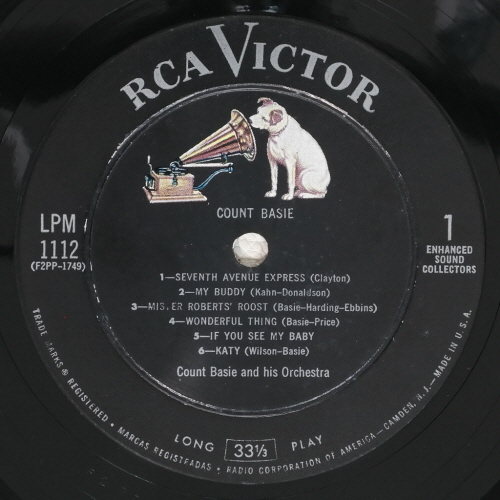 RCA VICTOR
COUNT BASIE
LPM
1112
(F2PP-1749)
1
ENHANCED
SOUND
COLLECTORS
1—SEVENTH AVENUE EXPRESS (Clayton)
2—MY BUDDY (Kahn-Donaldson)
3—MIS.ER ROBERTS' ROOST (Basie-Harding-Ebbins)
4—WONDERFUL THING (Basie-Price)
5—IF YOU SEE MY BABY
6—KATY (Wilson-Basie)
Count Basie and his Orchestra
LONG 33⅓ PLAY
TRADE MARKS® REGISTERED • MARCAS REGISTRADAS • RADIO CORPORATION OF AMERICA—CAMDEN, N.J. MADE IN U.S.A.